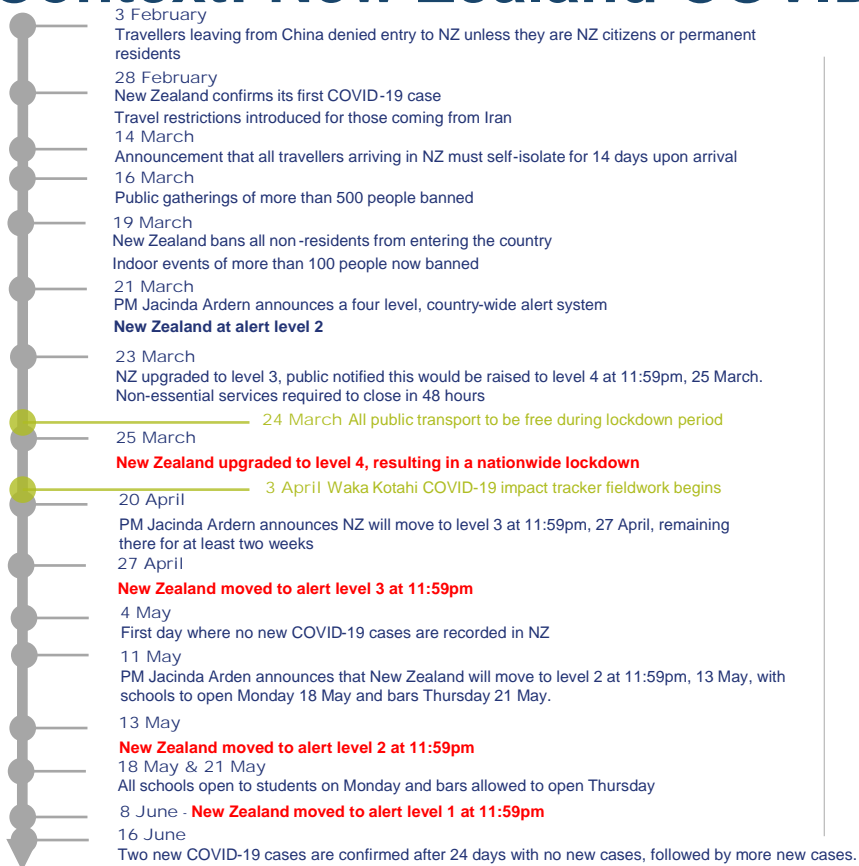 Context: New Zealand COVID
3 February
Travellers leaving from China denied entry to NZ unless they are NZ citizens or permanent
residents
28 February
New Zealand confirms its first COVID-19 case
Travel restrictions introduced for those coming from Iran
14 March
Announcement that all travellers arriving in NZ must self-isolate for 14 days upon arrival
16 March
Public gatherings of more than 500 people banned
19 March
New Zealand bans all non-residents from entering the country
Indoor events of more than 100 people now banned
21 March
PM Jacinda Ardern announces a four level, country-wide alert system
New Zealand at alert level 2
23 March
NZ upgraded to level 3, public notified this would be raised to level 4 at 11:59pm, 25 March.
Non-essential services required to close in 48 hours
24 March All public transport to be free during lockdown period
25 March
New Zealand upgraded to level 4, resulting in a nationwide lockdown
3 April Waka Kotahi COVID-19 impact tracker fieldwork begins
20 April
PM Jacinda Ardern announces NZ will move to level 3 at 11:59pm, 27 April, remaining
there for at least two weeks
27 April
New Zealand moved to alert level 3 at 11:59pm
4 May
First day where no new COVID-19 cases are recorded in NZ
11 May
PM Jacinda Arden announces that New Zealand will move to level 2 at 11:59pm, 13 May, with
schools to open Monday 18 May and bars Thursday 21 May.
13 May
New Zealand moved to alert level 2 at 11:59pm
18 May & 21 May
All schools open to students on Monday and bars allowed to open Thursday
8 June - New Zealand moved to alert level 1 at 11:59pm
16 June
Two new COVID-19 cases are confirmed after 24 days with no new cases, followed by more new cases.